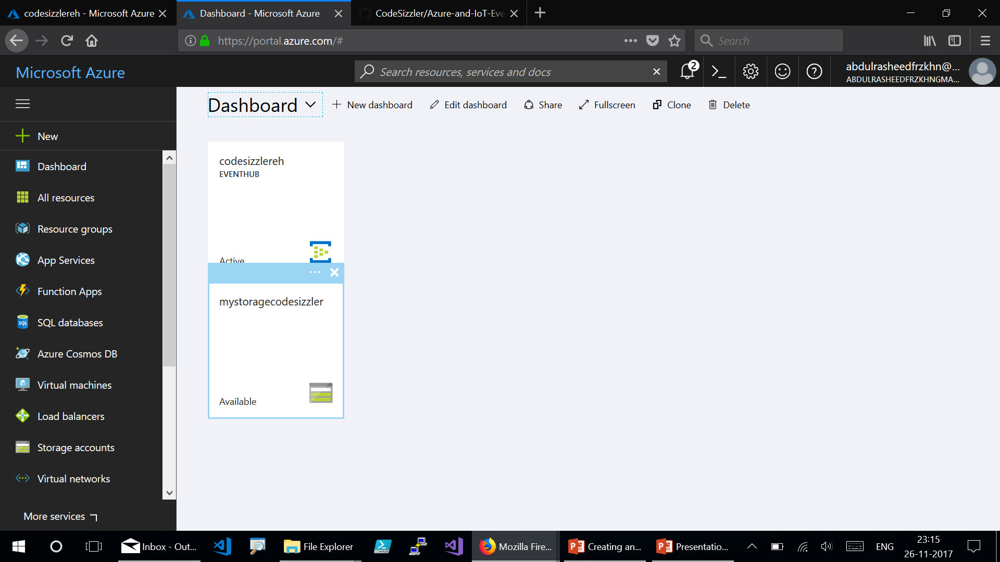 codesizzlereh - Microsoft Azure
Dashboard - Microsoft Azure
CodeSizzler/Azure-and-IoT-Eve
https://portal.azure.com/#
Search
Microsoft Azure
Search resources, services and docs
2
abdulrasheedfrzkhn@...
ABDULRASHEEDFRZKHNGMA...
Dashboard
New dashboard
Edit dashboard
Share
Fullscreen
Clone
Delete
New
Dashboard
All resources
Resource groups
App Services
Function Apps
SQL
SQL databases
Azure Cosmos DB
Virtual machines
Load balancers
Storage accounts
Virtual networks
More services
codesizzlereh
EVENTHUB
Active
mystoragecodesizzler
Available
Inbox - Out...
File Explorer
Mozilla Fire...
Creating an...
Presentatio...
ENG
23:15
26-11-2017